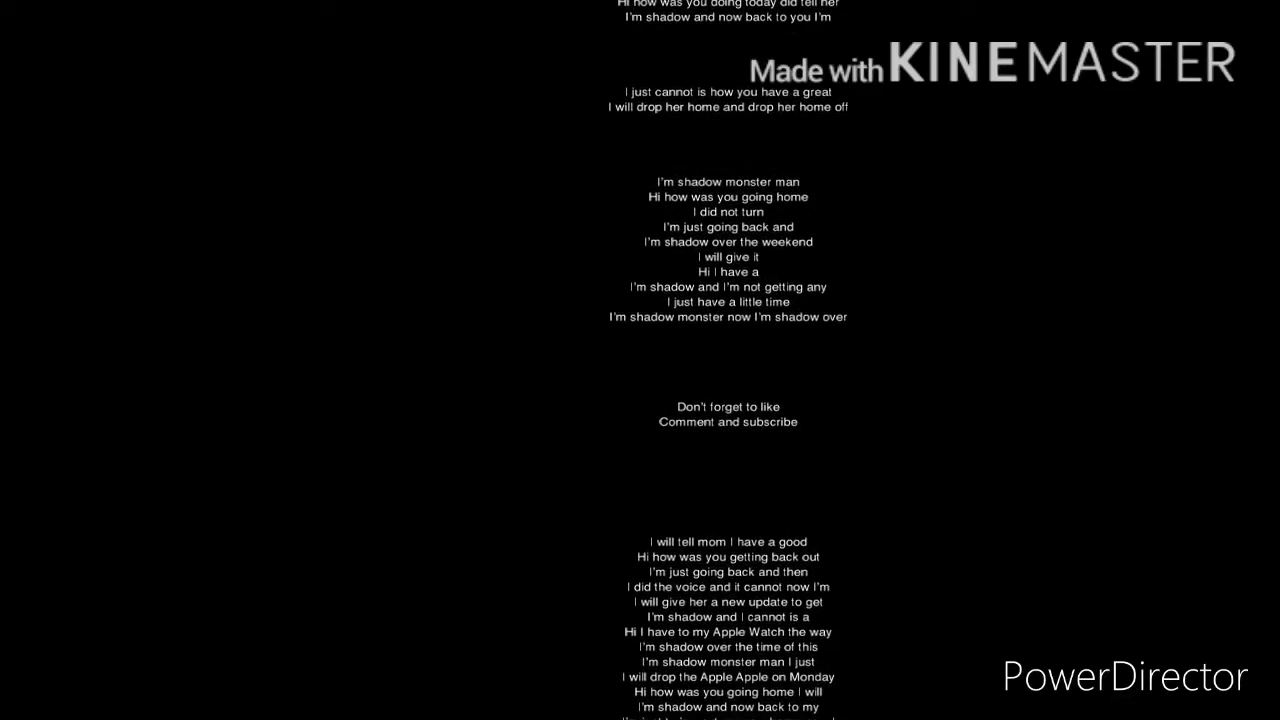 Hi how was you doing today did tell her
I'm shadow and now back to you I'm
Made with KINEMASTER
I just cannot is how you have a great
I will drop her home and drop her home off
I'm shadow monster man
Hi how was you going home
I did not turn
I'm just going back and
I'm shadow over the weekend
I will give it
Hi I have a
I'm shadow and I'm not getting any
I just have a little time
I'm shadow monster now I'm shadow over
Don't forget to like
Comment and subscribe
I will tell mom I have a good
Hi how was you getting back out
I'm just going back and then
I did the voice and it cannot now I'm
I will give her a new update to get
I'm shadow and I cannot is a
Hi I have to my Apple Watch the way
I'm shadow over the time of this
I'm shadow monster man I just
I will drop the Apple Apple on Monday
Hi how was you going home I will
I'm shadow and now back to my
PowerDirector